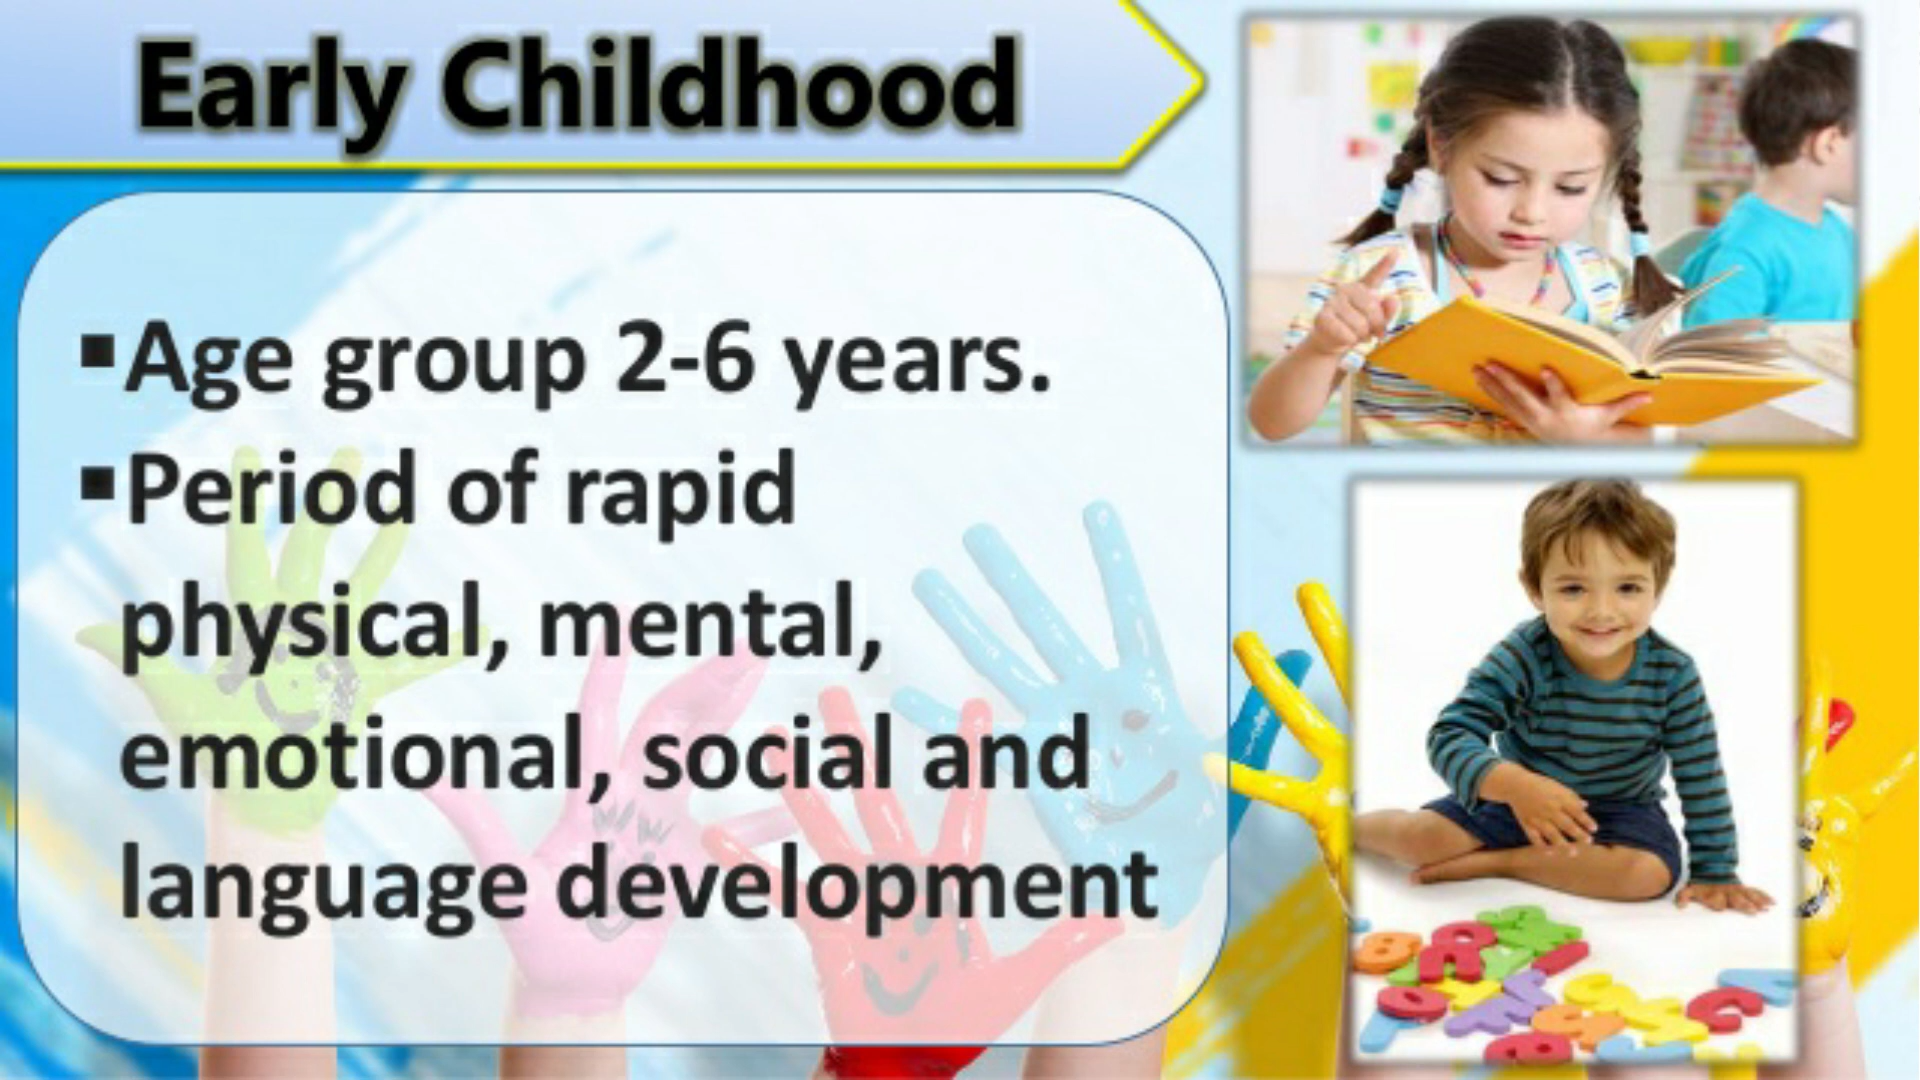 Early Childhood
▪Age group 2-6 years.
▪Period of rapid
physical, mental,
emotional, social and
language development